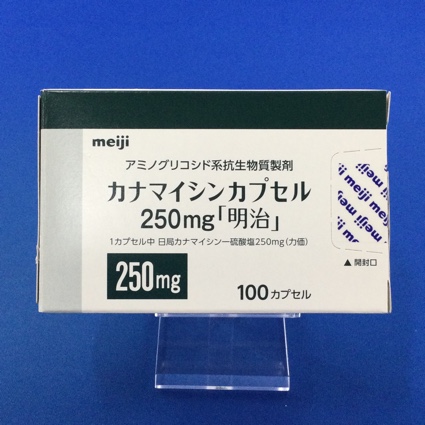 meiji
アミノグリコシド系抗生物質製剤
カナマイシンカプセル
250mg「明治」
1カプセル中 日局カナマイシン一硫酸塩250mg(力価)
250mg
100カプセル
meiji meiji
▲開封口